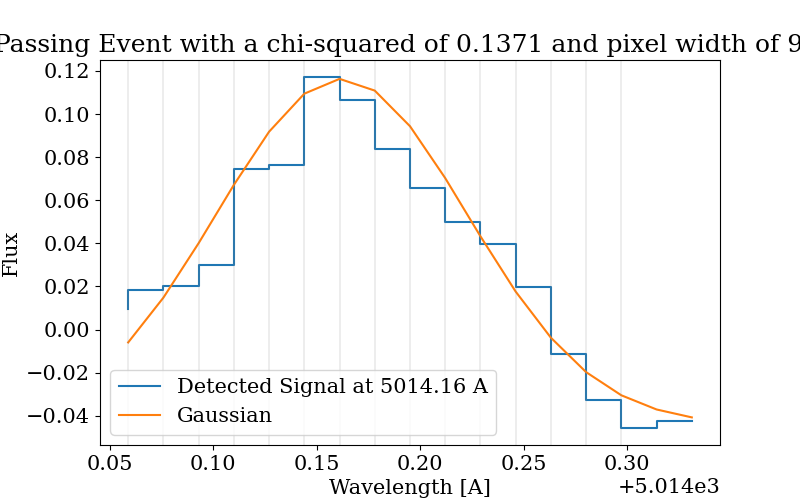 Passing Event with a chi-squared of 0.1371 and pixel width of 9
0.12
0.10
0.08
0.06
0.04
0.02
0.00
−0.02
−0.04
Flux
Detected Signal at 5014.16 A
Gaussian
0.05 0.10 0.15 0.20 0.25 0.30
Wavelength [A]
+5.014e3